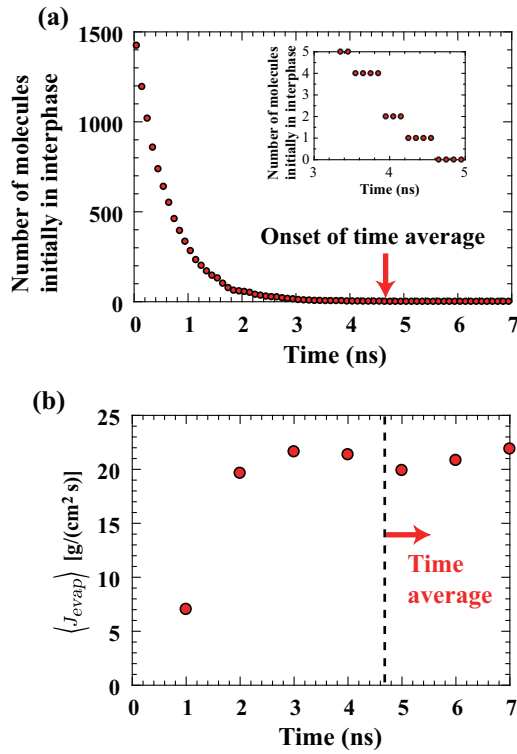 (a)
1500
1000
500
0
Number of molecules
initially in interphase
5
4
3
2
1
0
Number of molecules
initially in interphase
3
4
5
Time (ns)
Onset of time average
0
1
2
3
4
5
6
7
Time (ns)
(b)
25
20
15
10
5
0
⟨J_evap⟩ [g/(cm² s)]
Time
average
0
1
2
3
4
5
6
7
Time (ns)